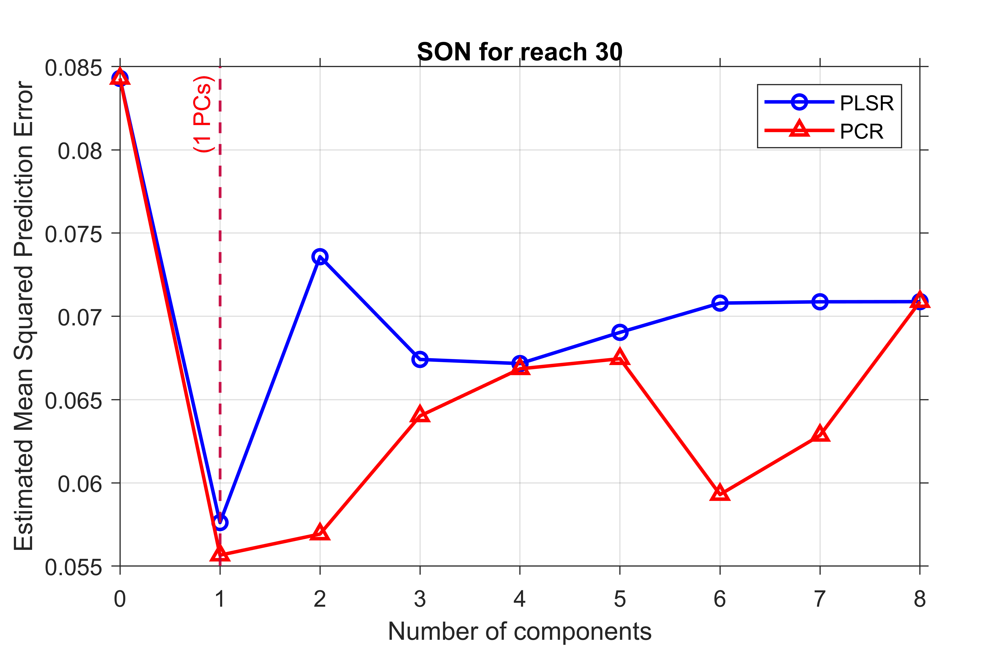 SON for reach 30
Estimated Mean Squared Prediction Error
0.085
0.08
0.075
0.07
0.065
0.06
0.055
(1 PCs)
PLSR
PCR
0 1 2 3 4 5 6 7 8
Number of components